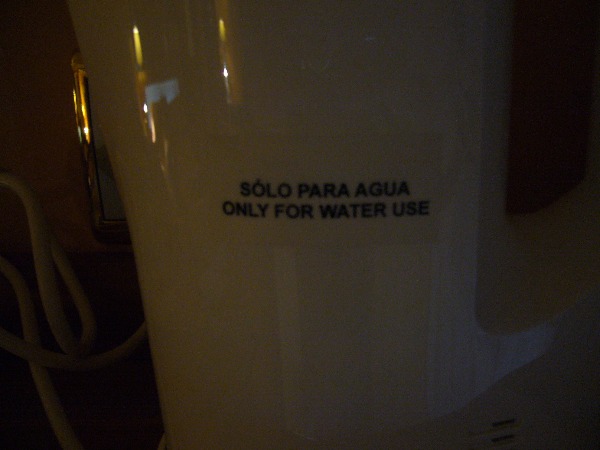 SÓLO PARA AGUA
ONLY FOR WATER USE